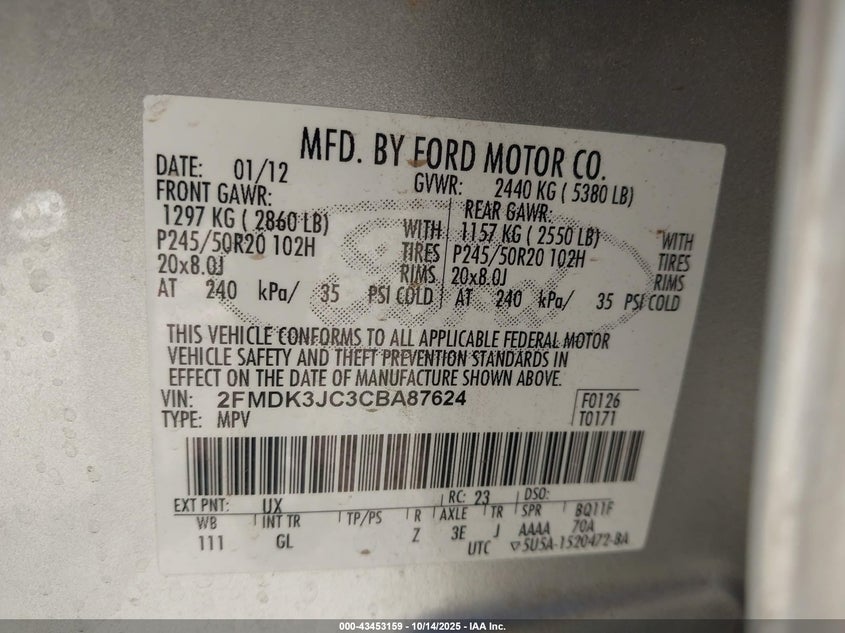 MFD. BY FORD MOTOR CO.
DATE: 01/12 GVWR: 2440 KG ( 5380 LB)
FRONT GAWR: REAR GAWR:
1297 KG ( 2860 LB) WITH 1157 KG ( 2550 LB) WITH
P245/50R20 102H TIRES P245/50R20 102H TIRES
20x8.0J RIMS 20x8.0J RIMS
AT 240 kPa/ 35 PSI COLD AT 240 kPa/ 35 PSI COLD
THIS VEHICLE CONFORMS TO ALL APPLICABLE FEDERAL MOTOR
VEHICLE SAFETY AND THEFT PREVENTION STANDARDS IN
EFFECT ON THE DATE OF MANUFACTURE SHOWN ABOVE.
VIN: 2FMDK3JC3CBA87624 F0126
TYPE: MPV T0171
EXT PNT: UX RC: 23 DSO:
WB INT TR TP/PS R AXLE TR SPR BQ11F
111 GL Z 3E J AAAA 70A
UTC ▽5U5A-1520472-BA
000-43453159 - 10/14/2025 - IAA Inc.